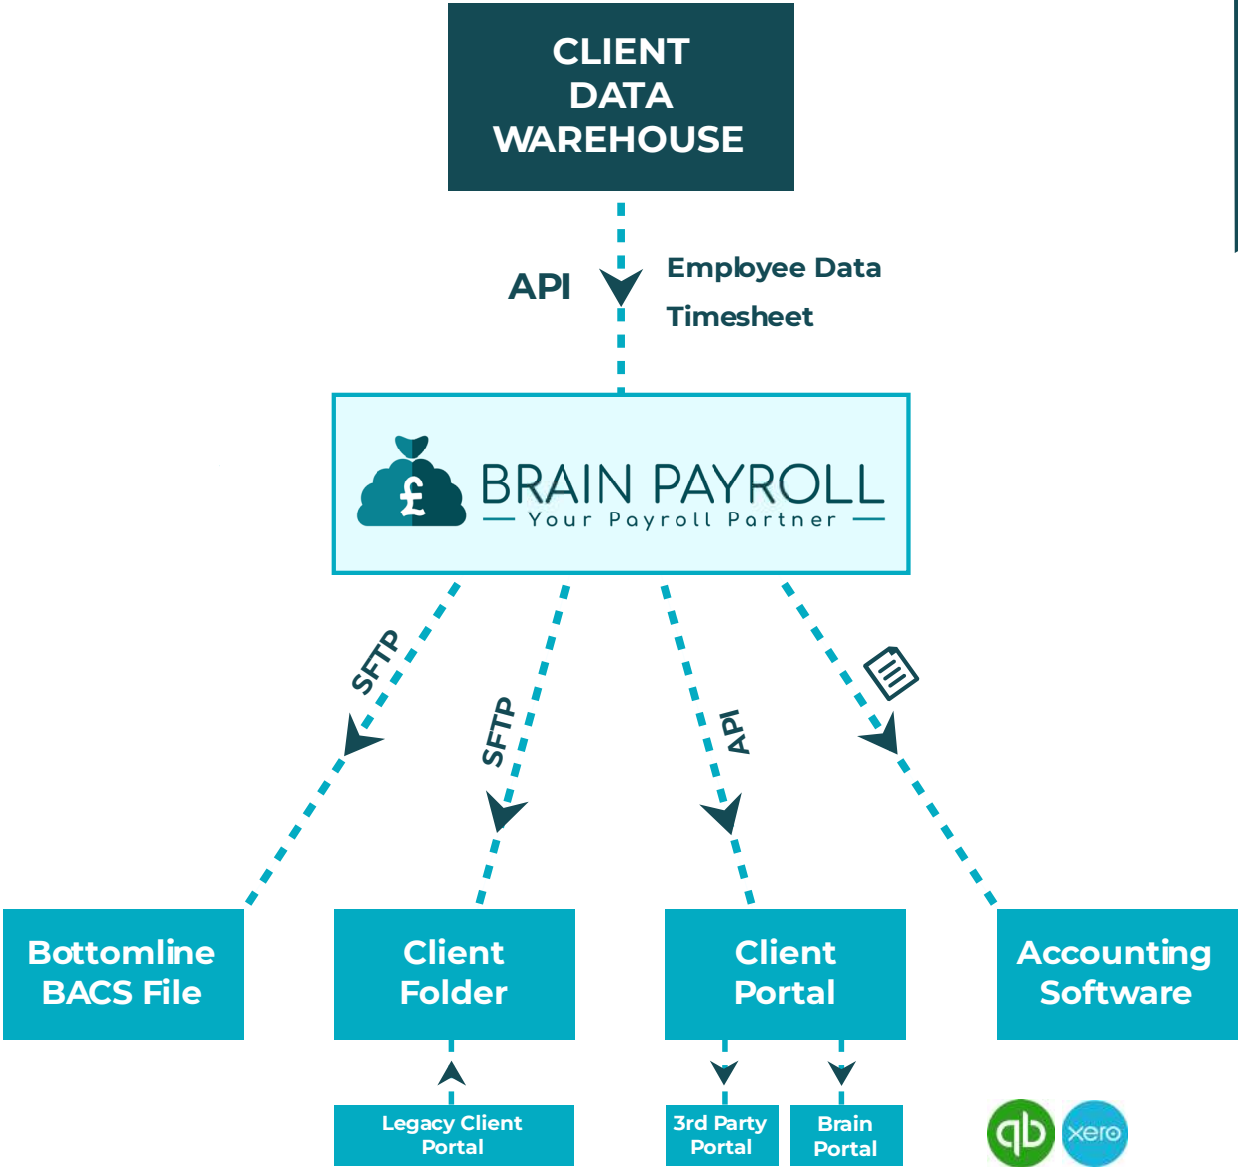 CLIENT
DATA
WAREHOUSE
API
Employee Data
Timesheet
£
BRAIN PAYROLL
Your Payroll Partner
SFTP
SFTP
API
Bottomline
BACS File
Client
Folder
Client
Portal
Accounting
Software
Legacy Client
Portal
3rd Party
Portal
Brain
Portal
qb
xero